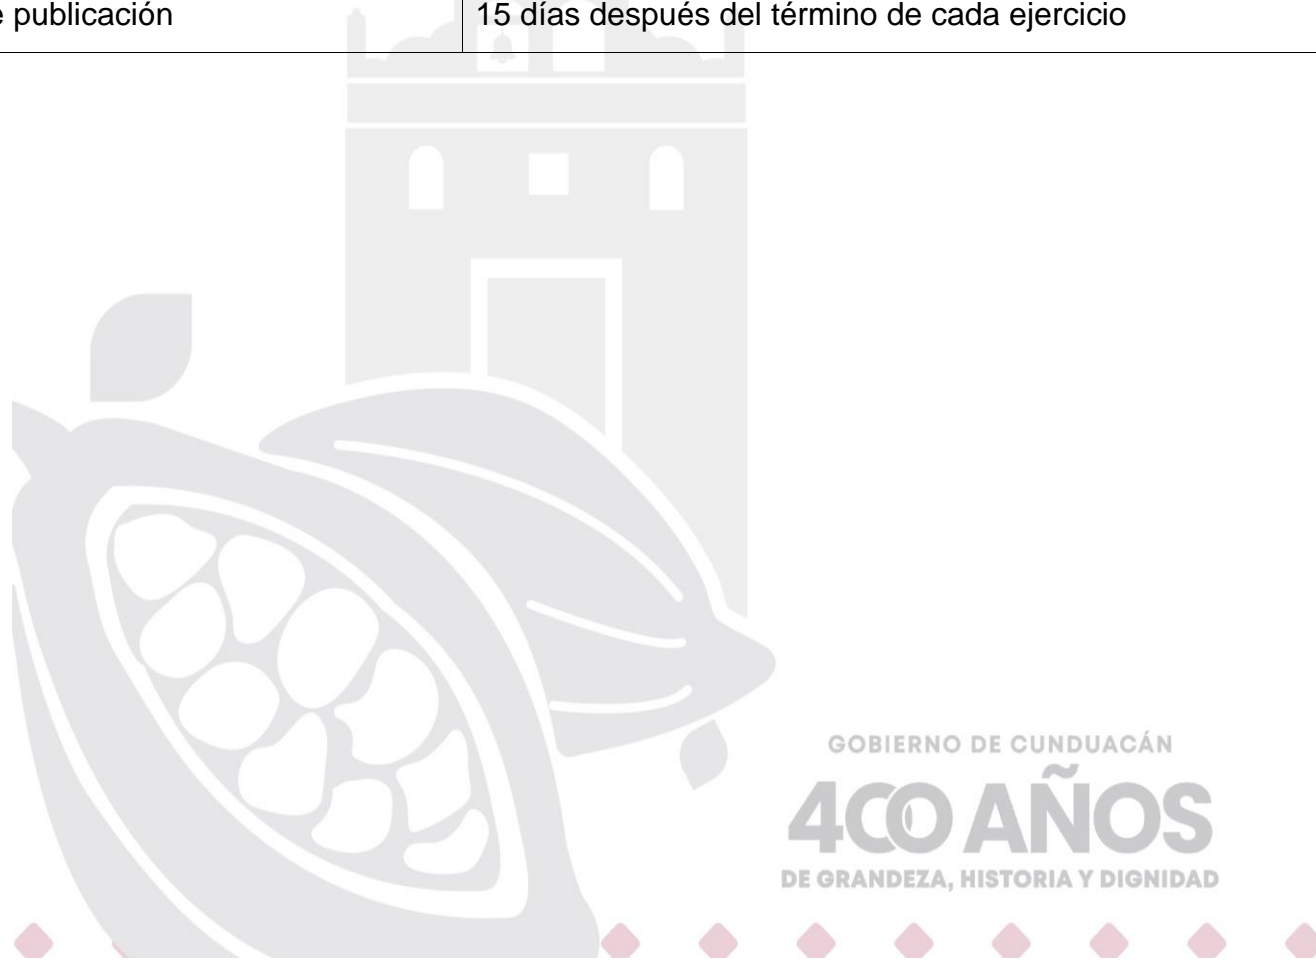 publicación 15 días después del término de cada ejercicio
GOBIERNO DE CUNDUACÁN
400 AÑOS
DE GRANDEZA, HISTORIA Y DIGNIDAD